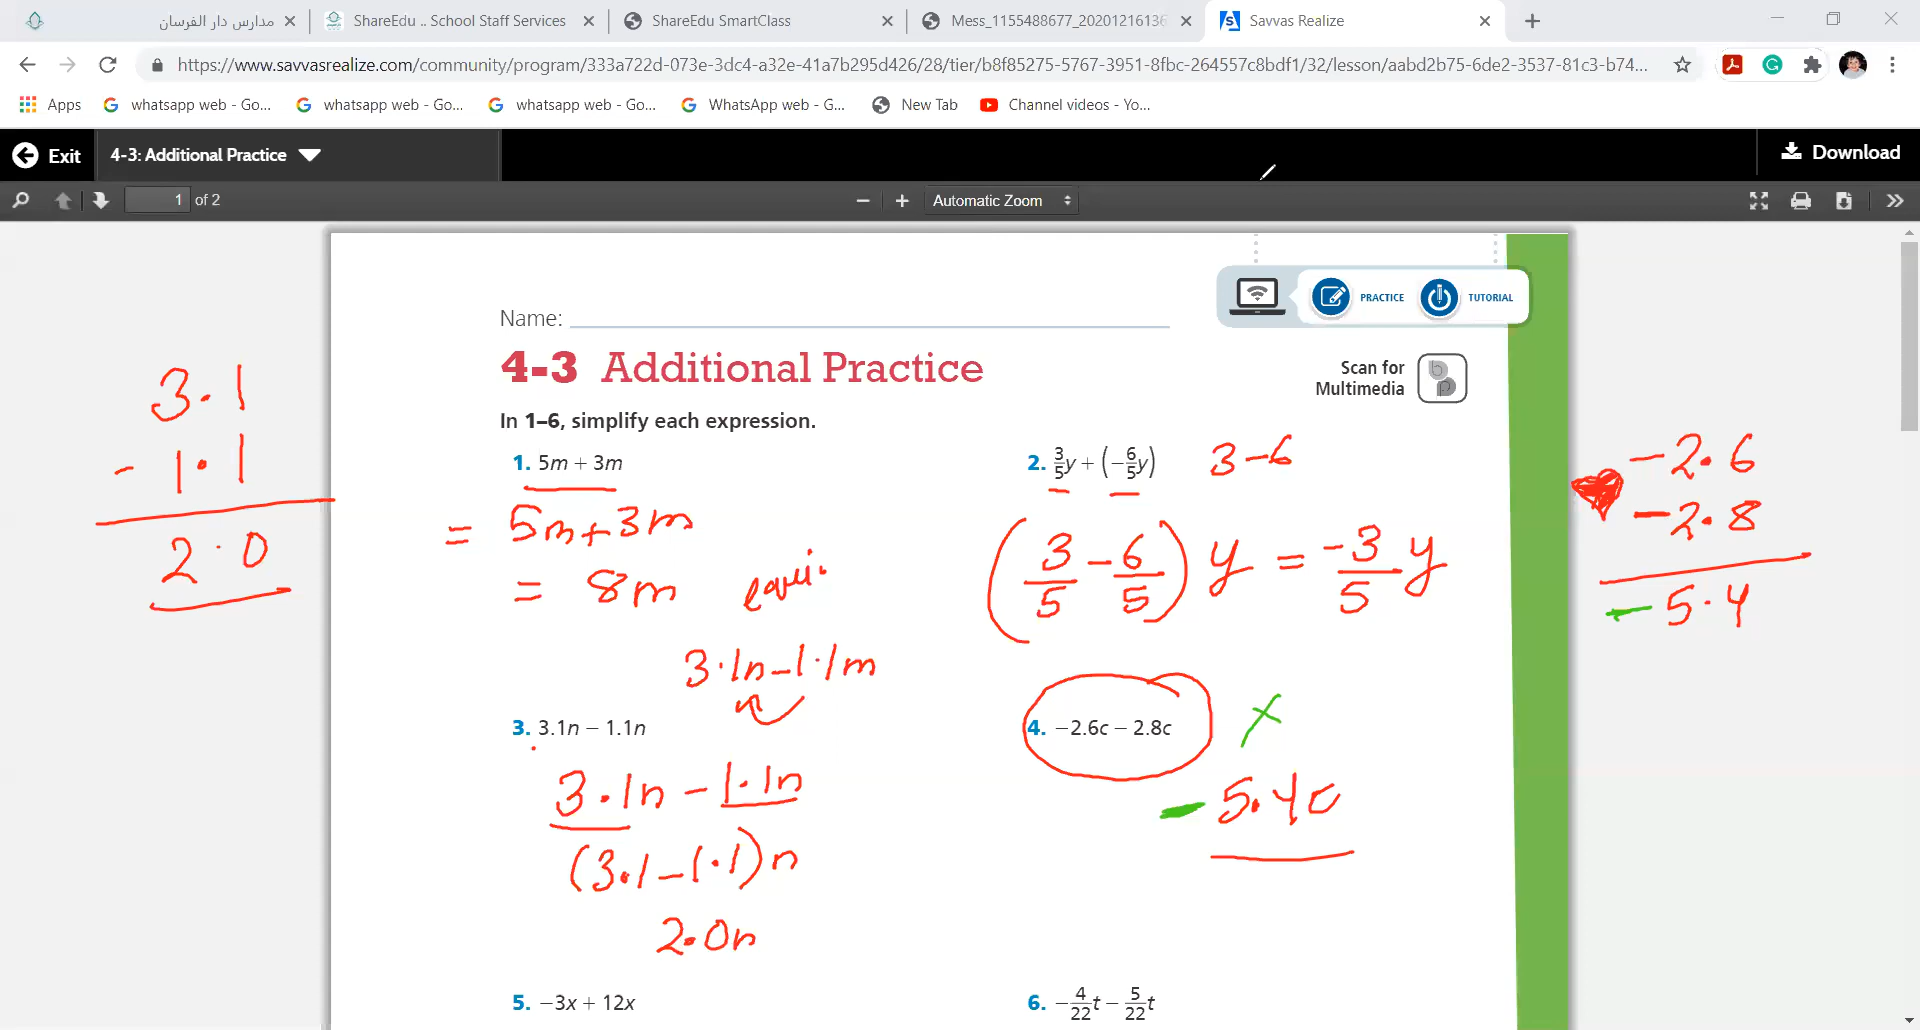 مدارس دار الفرسان
ShareEdu .. School Staff Services
ShareEdu SmartClass
Mess_1155488677_2020121613
Savvas Realize
https://www.savvasrealize.com/community/program/333a722d-073e-3dc4-a32e-41a7b295d426/28/tier/b8f85275-5767-3951-8fbc-264557c8bdf1/32/lesson/aabd2b75-6de2-3537-81c3-b74...
Apps
whatsapp web - Go...
whatsapp web - Go...
whatsapp web - Go...
WhatsApp web - G...
New Tab
Channel videos - Yo...
Exit
4-3: Additional Practice
Download
1 of 2
Automatic Zoom
PRACTICE
TUTORIAL
Name:
4-3 Additional Practice
Scan for
Multimedia
In 1–6, simplify each expression.
1. 5m + 3m
= 5m+3m
= 8m
2. 3/5y + (−6/5y)
3-6
(3/5 - 6/5) y = -3/5 y
3.1n-1.1m
3. 3.1n − 1.1n
3.1n - 1.1n
(3.1-1.1)n
2.0n
4. −2.6c − 2.8c
- 5.4c
5. −3x + 12x
6. −4/22t − 5/22t
3.1
- 1.1
2.0
-2.6
-2.8
- 5.4